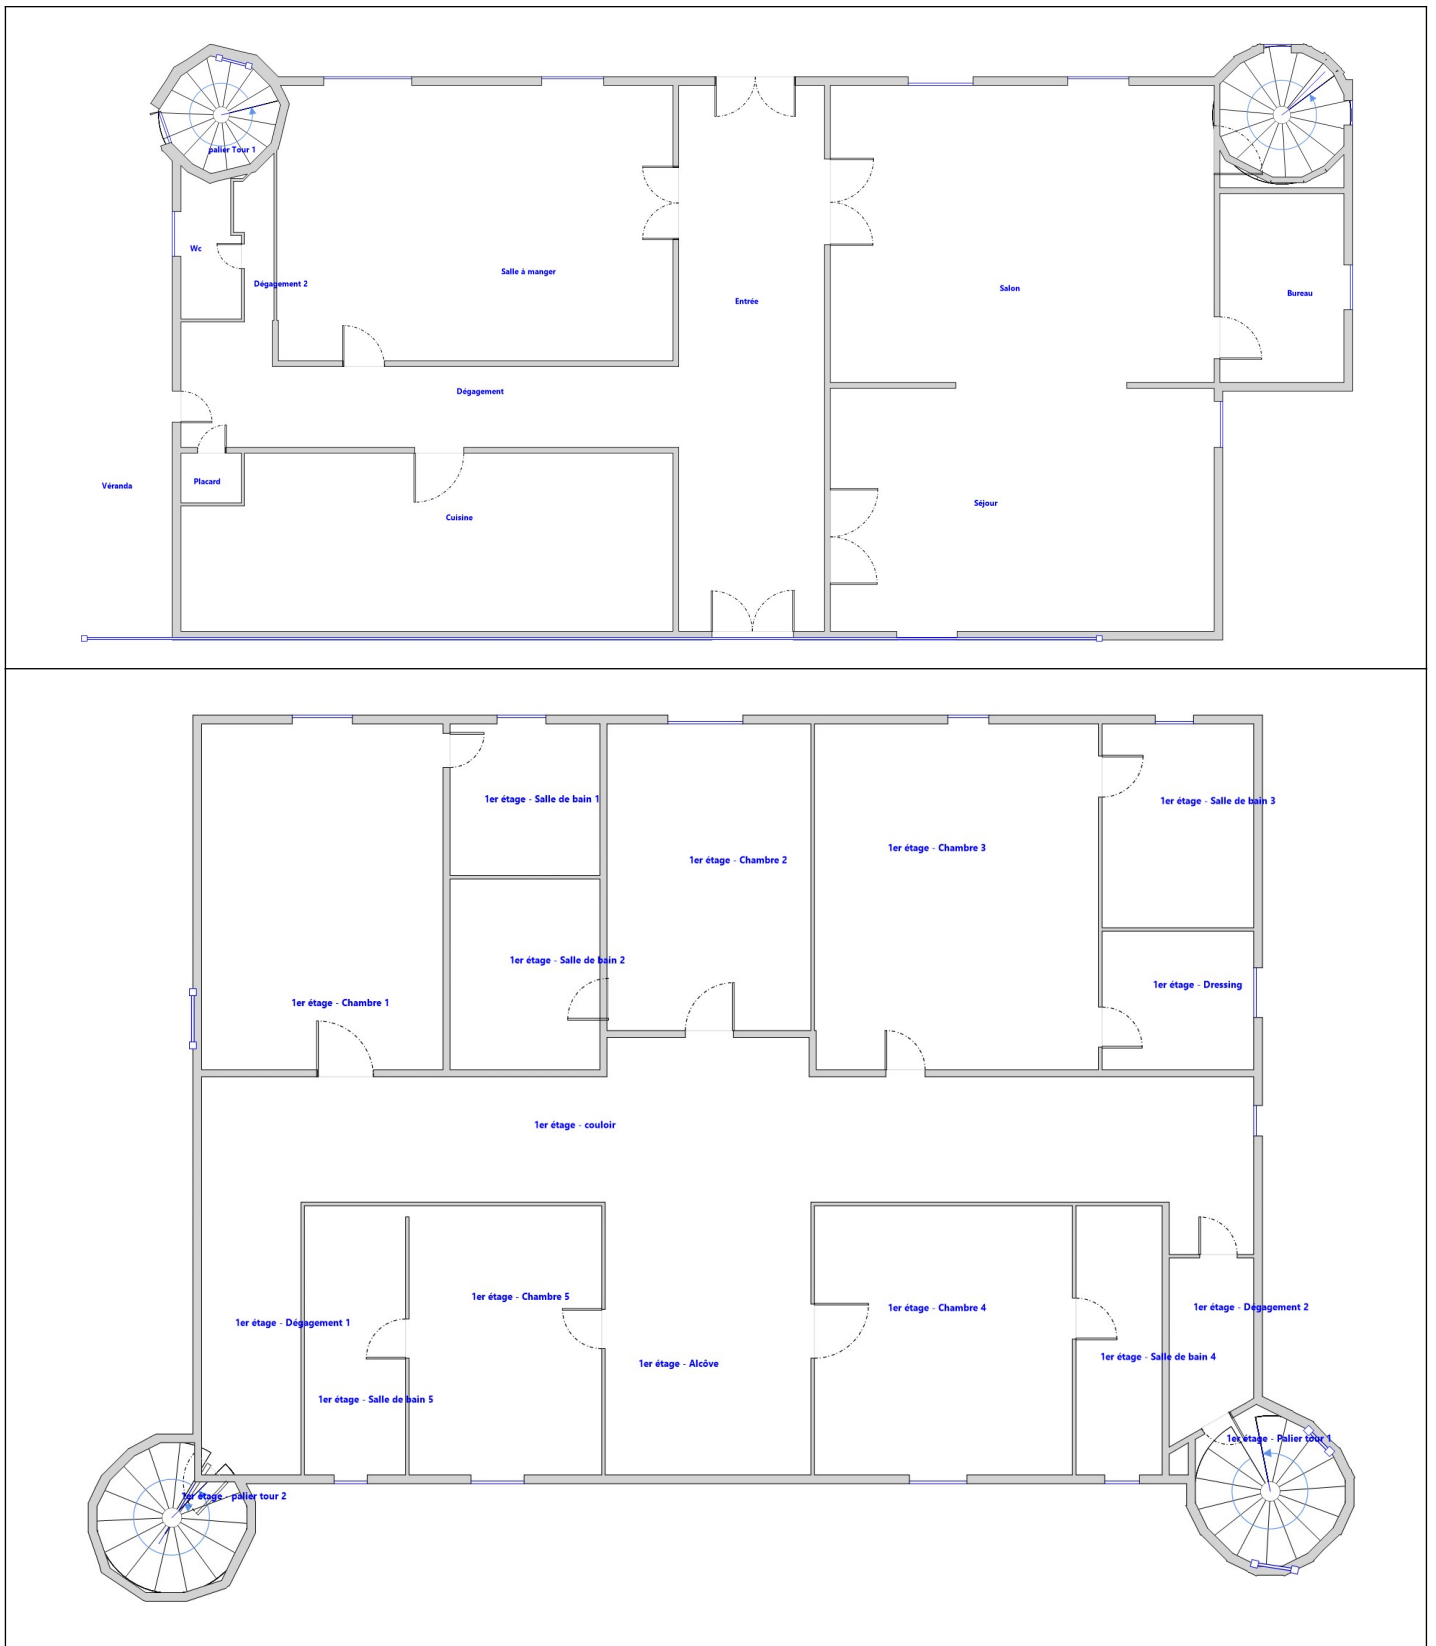 palier Tour 1
Wc
Dégagement 2
Salle à manger
Entrée
Salon
Bureau
Dégagement
Véranda
Placard
Cuisine
Séjour
1er étage - Salle de bain 1
1er étage - Salle de bain 3
1er étage - Chambre 2
1er étage - Chambre 3
1er étage - Salle de bain 2
1er étage - Dressing
1er étage - Chambre 1
1er étage - couloir
1er étage - Chambre 5
1er étage - Chambre 4
1er étage - Dégagement 2
1er étage - Dégagement 1
1er étage - Alcôve
1er étage - Salle de bain 4
1er étage - Salle de bain 5
1er étage - Palier tour 1
1er étage - palier tour 2